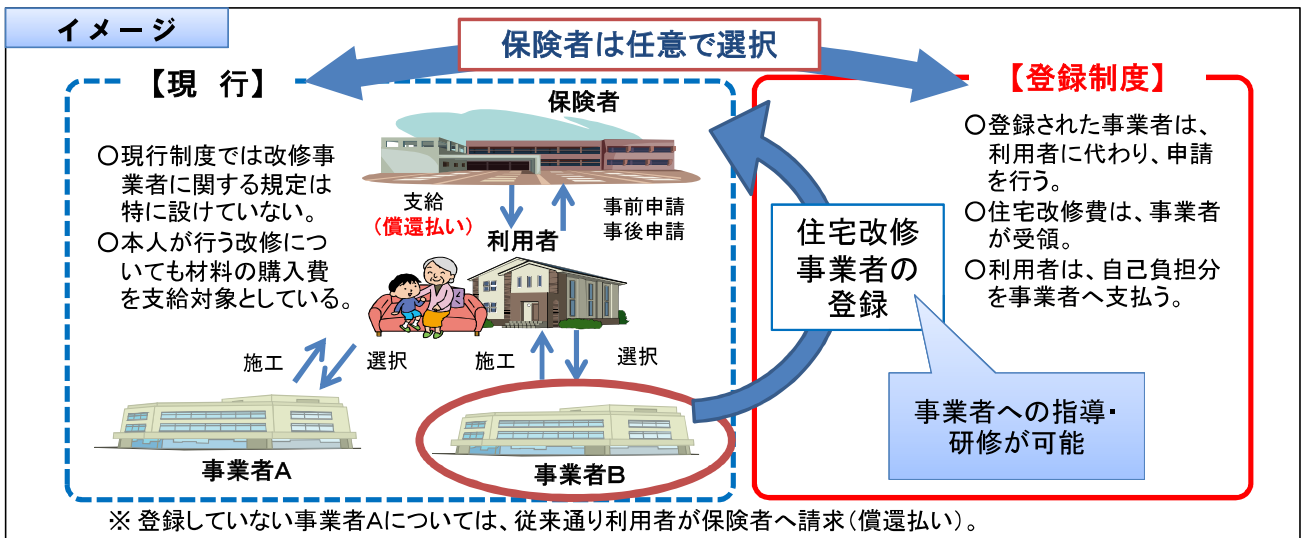 イメージ
保険者は任意で選択
【現 行】
○現行制度では改修事
業者に関する規定は
特に設けていない。
○本人が行う改修につ
いても材料の購入費
を支給対象としている。
保険者
支給
(償還払い)
事前申請
事後申請
利用者
施工
選択
施工
選択
事業者A
事業者B
住宅改修
事業者の
登録
【登録制度】
○登録された事業者は、
利用者に代わり、申請
を行う。
○住宅改修費は、事業者
が受領。
○利用者は、自己負担分
を事業者へ支払う。
事業者への指導・
研修が可能
※ 登録していない事業者Aについては、従来通り利用者が保険者へ請求(償還払い)。